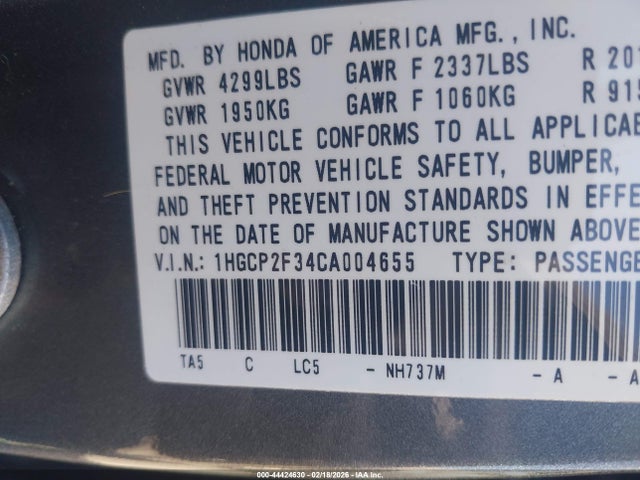 MFD. BY HONDA OF AMERICA MFG., INC.
GVWR 4299LBS GAWR F 2337LBS R 201
GVWR 1950KG GAWR F 1060KG R 915
THIS VEHICLE CONFORMS TO ALL APPLICAB
FEDERAL MOTOR VEHICLE SAFETY, BUMPER,
AND THEFT PREVENTION STANDARDS IN EFFE
ON THE DATE OF MANUFACTURE SHOWN ABOVE
V.I.N.: 1HGCP2F34CA004655 TYPE: PASSENGE
TA5 C LC5 - NH737M - A - A
000-44424630 - 02/18/2026 - © IAA Inc.